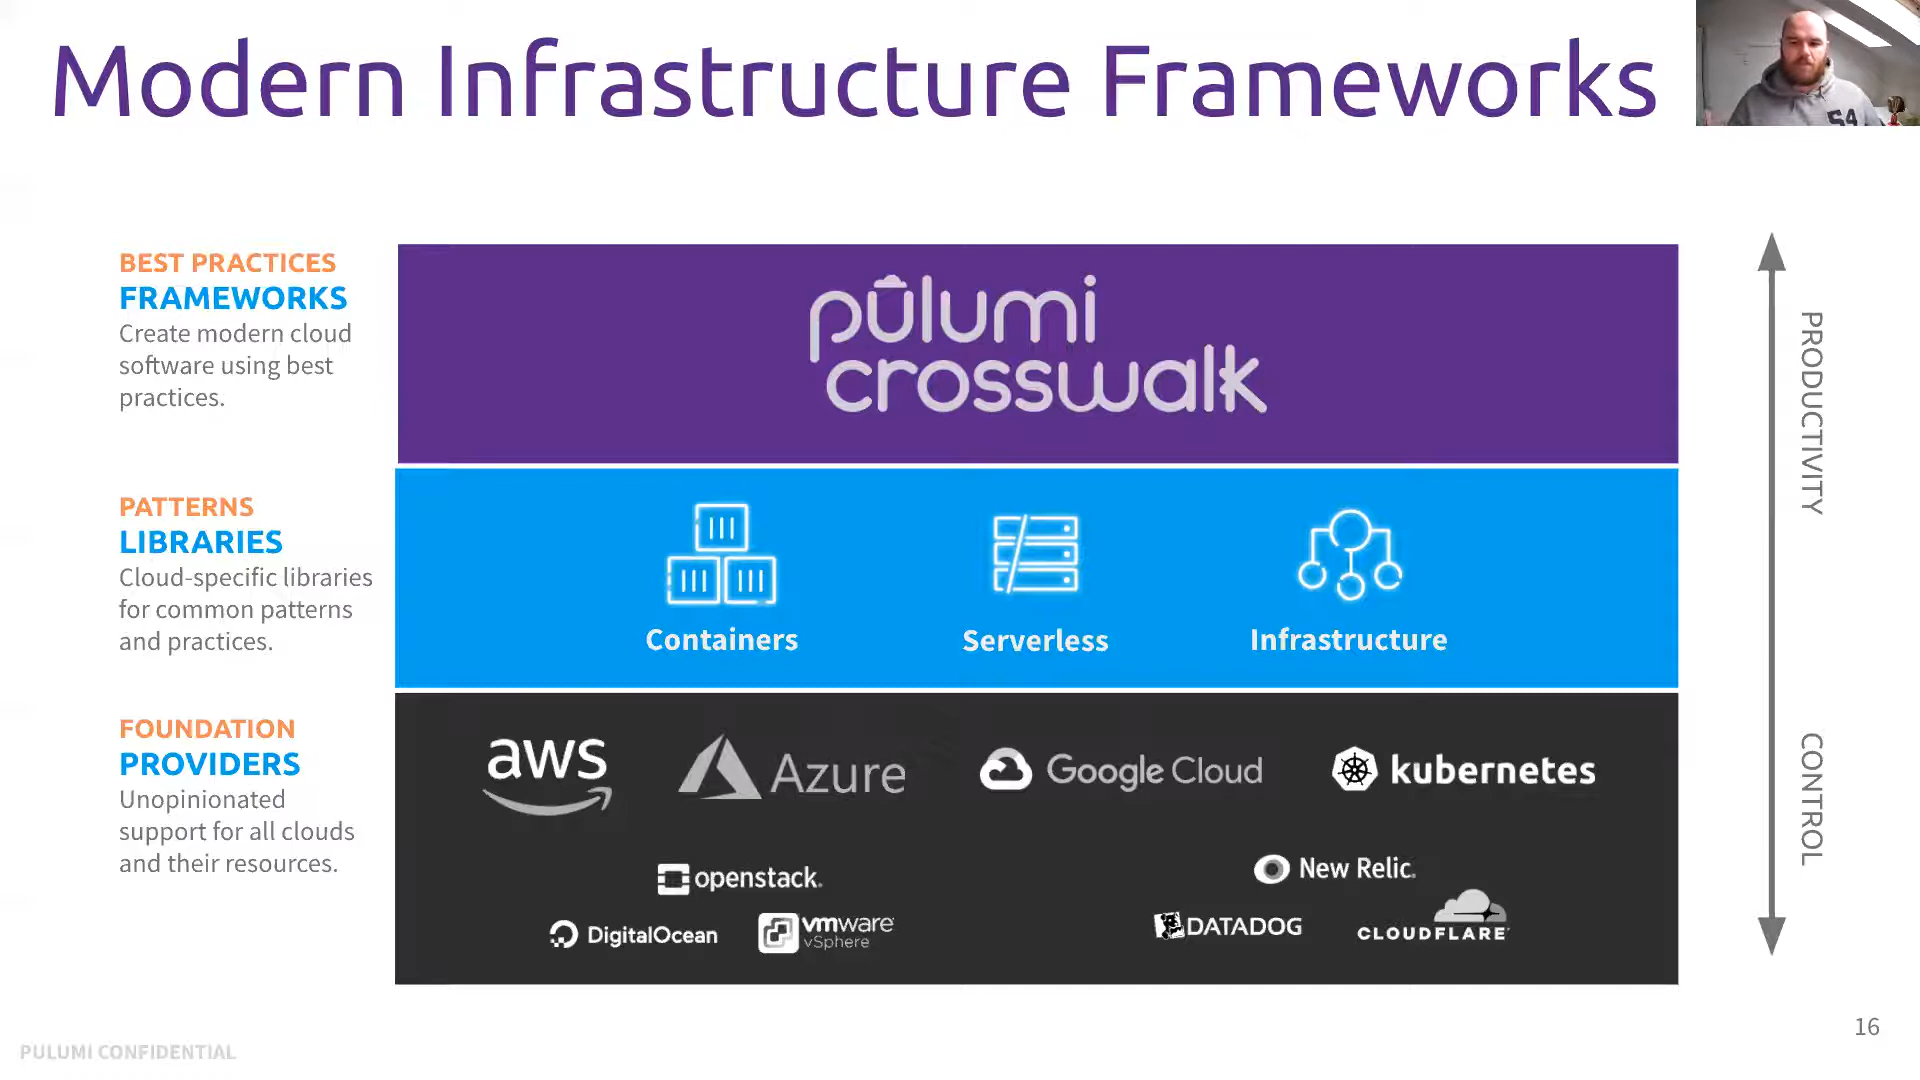 Modern Infrastructure Frameworks
54
BEST PRACTICES
FRAMEWORKS
Create modern cloud
software using best
practices.
pulumi
crosswalk
PATTERNS
LIBRARIES
Cloud-specific libraries
for common patterns
and practices.
Containers
Serverless
Infrastructure
FOUNDATION
PROVIDERS
Unopinionated
support for all clouds
and their resources.
aws
Azure
Google Cloud
kubernetes
openstack.
DigitalOcean
vmware
vSphere
New Relic.
DATADOG
CLOUDFLARE
PRODUCTIVITY
CONTROL
16
PULUMI CONFIDENTIAL